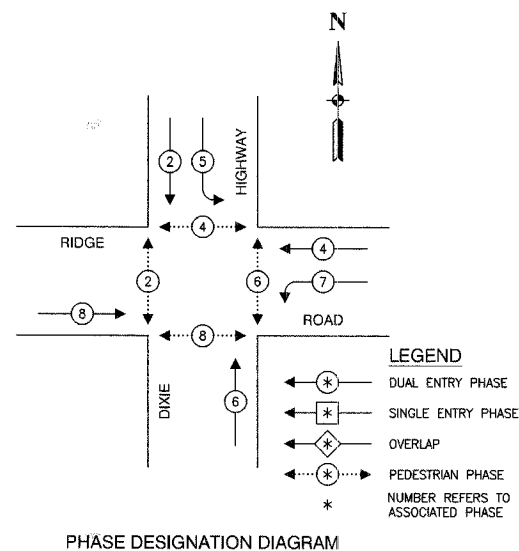 N
2
5
HIGHWAY
4
RIDGE
4
2
6
7
8
8
ROAD
DIXIE
6
LEGEND
* DUAL ENTRY PHASE
* SINGLE ENTRY PHASE
* OVERLAP
* PEDESTRIAN PHASE
* NUMBER REFERS TO
ASSOCIATED PHASE
PHASE DESIGNATION DIAGRAM